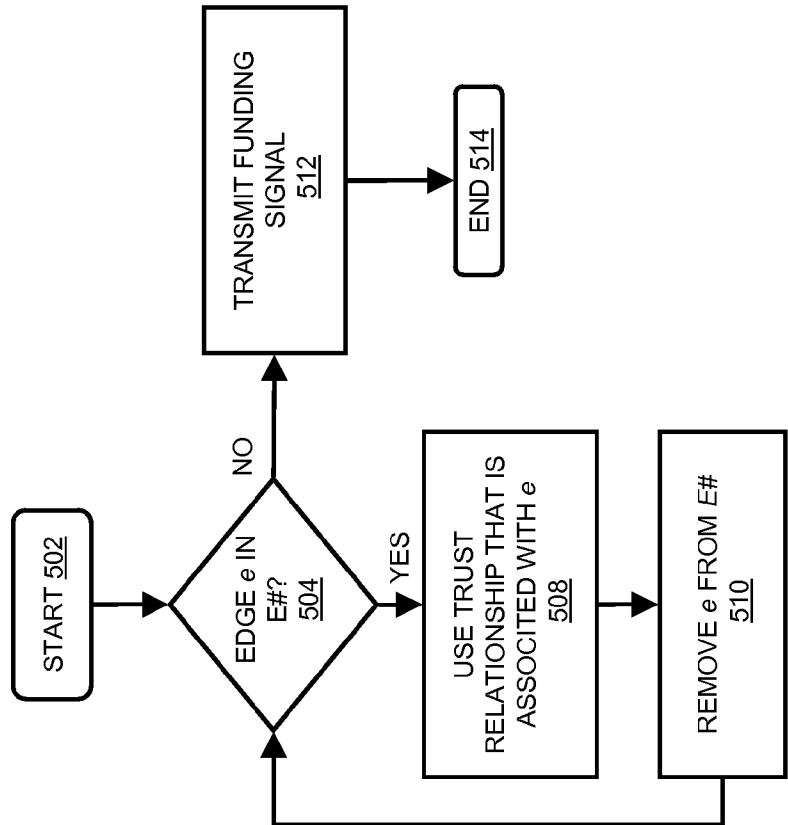 START 502
EDGE e IN
E#?
504
NO
YES
USE TRUST
RELATIONSHIP THAT IS
ASSOCITED WITH e
508
REMOVE e FROM E#
510
TRANSMIT FUNDING
SIGNAL
512
END 514